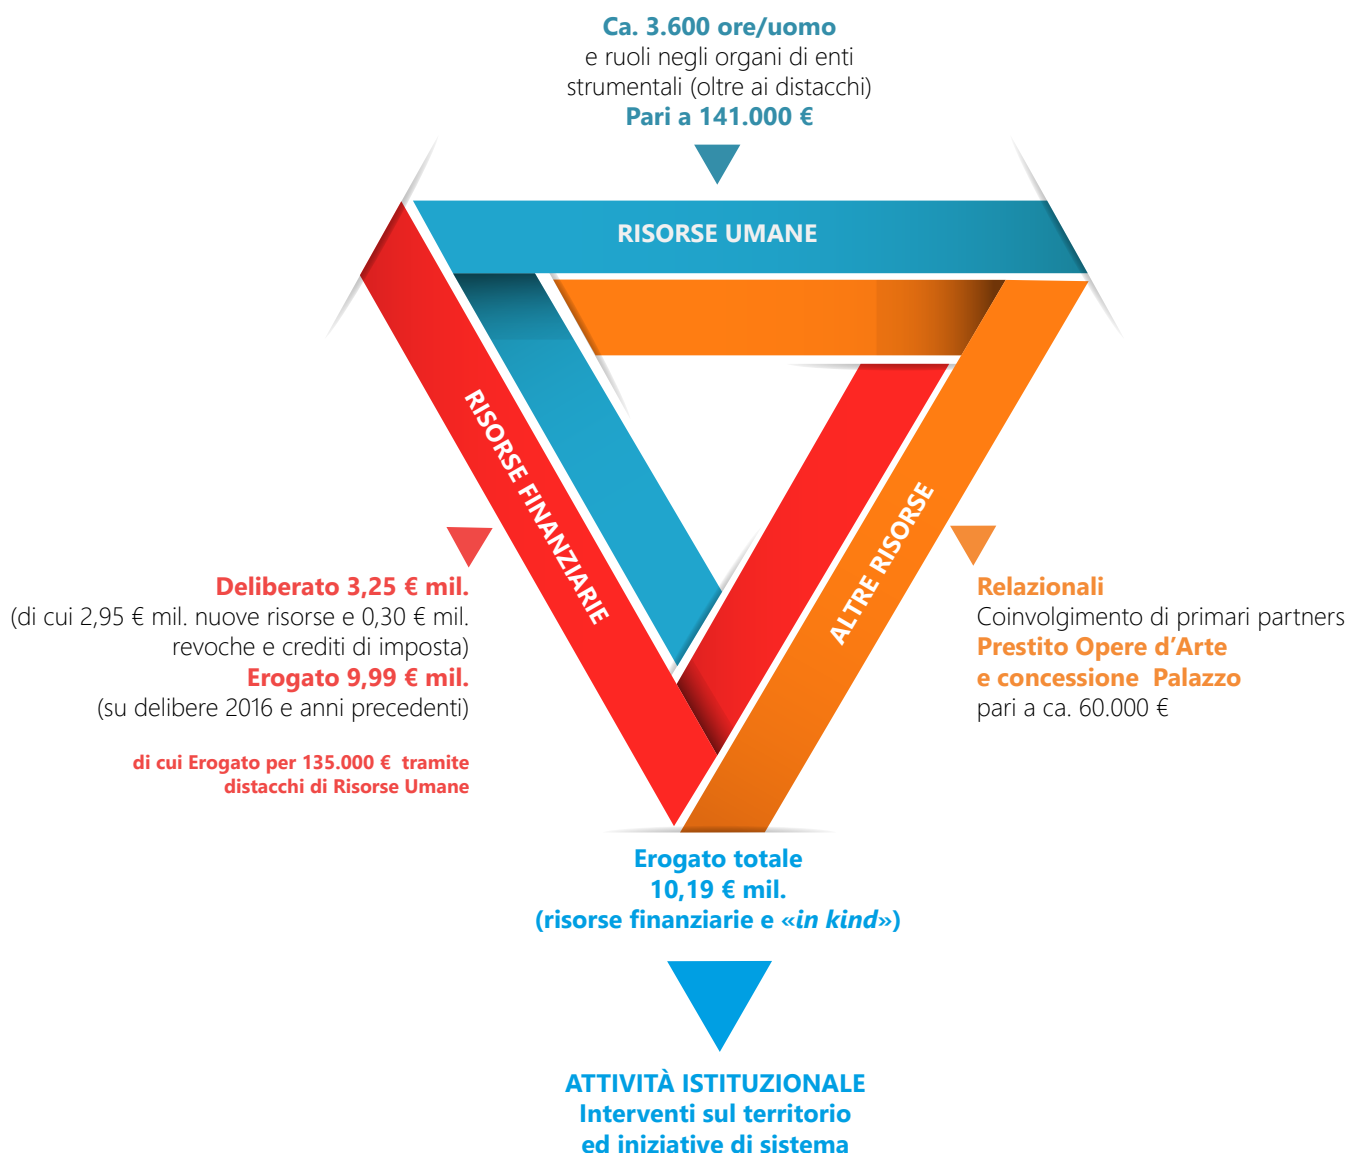 Ca. 3.600 ore/uomo
e ruoli negli organi di enti
strumentali (oltre ai distacchi)
Pari a 141.000 €
RISORSE UMANE
RISORSE FINANZIARIE
ALTRE RISORSE
Deliberato 3,25 € mil.
(di cui 2,95 € mil. nuove risorse e 0,30 € mil.
revoche e crediti di imposta)
Erogato 9,99 € mil.
(su delibere 2016 e anni precedenti)
di cui Erogato per 135.000 € tramite
distacchi di Risorse Umane
Relazionali
Coinvolgimento di primari partners
Prestito Opere d’Arte
e concessione Palazzo
pari a ca. 60.000 €
Erogato totale
10,19 € mil.
(risorse finanziarie e «in kind»)
ATTIVITÀ ISTITUZIONALE
Interventi sul territorio
ed iniziative di sistema